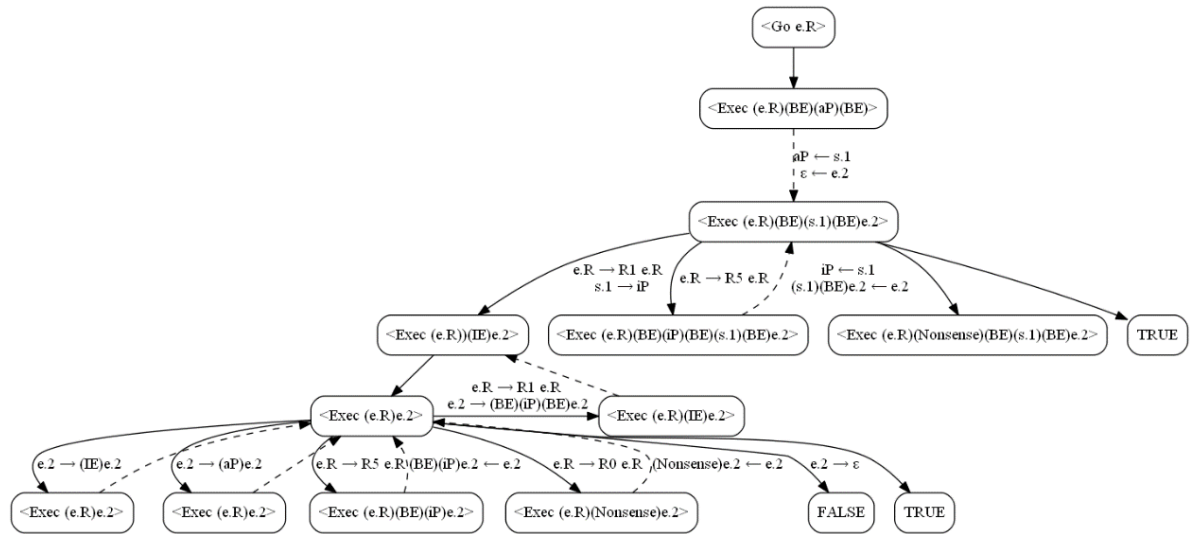 <Go e.R>
<Exec (e.R)(BE)(aP)(BE)>
aP ← s.1
ε ← e.2
<Exec (e.R)(BE)(s.1)(BE)e.2>
e.R → R1 e.R
s.1 → iP
e.R → R5 e.R
iP ← s.1
(s.1)(BE)e.2 ← e.2
<Exec (e.R))(IE)e.2>
<Exec (e.R)(BE)(iP)(BE)(s.1)(BE)e.2>
<Exec (e.R)(Nonsense)(BE)(s.1)(BE)e.2>
TRUE
e.R → R1 e.R
e.2 → (BE)(iP)(BE)e.2
<Exec (e.R)e.2>
<Exec (e.R)(IE)e.2>
e.2 → (IE)e.2
e.2 → (aP)e.2
e.R → R5 e.R
(BE)(iP)e.2 ← e.2
e.R → R0 e.R
(Nonsense)e.2 ← e.2
e.2 → ε
<Exec (e.R)e.2>
<Exec (e.R)e.2>
<Exec (e.R)(BE)(iP)e.2>
<Exec (e.R)(Nonsense)e.2>
FALSE
TRUE